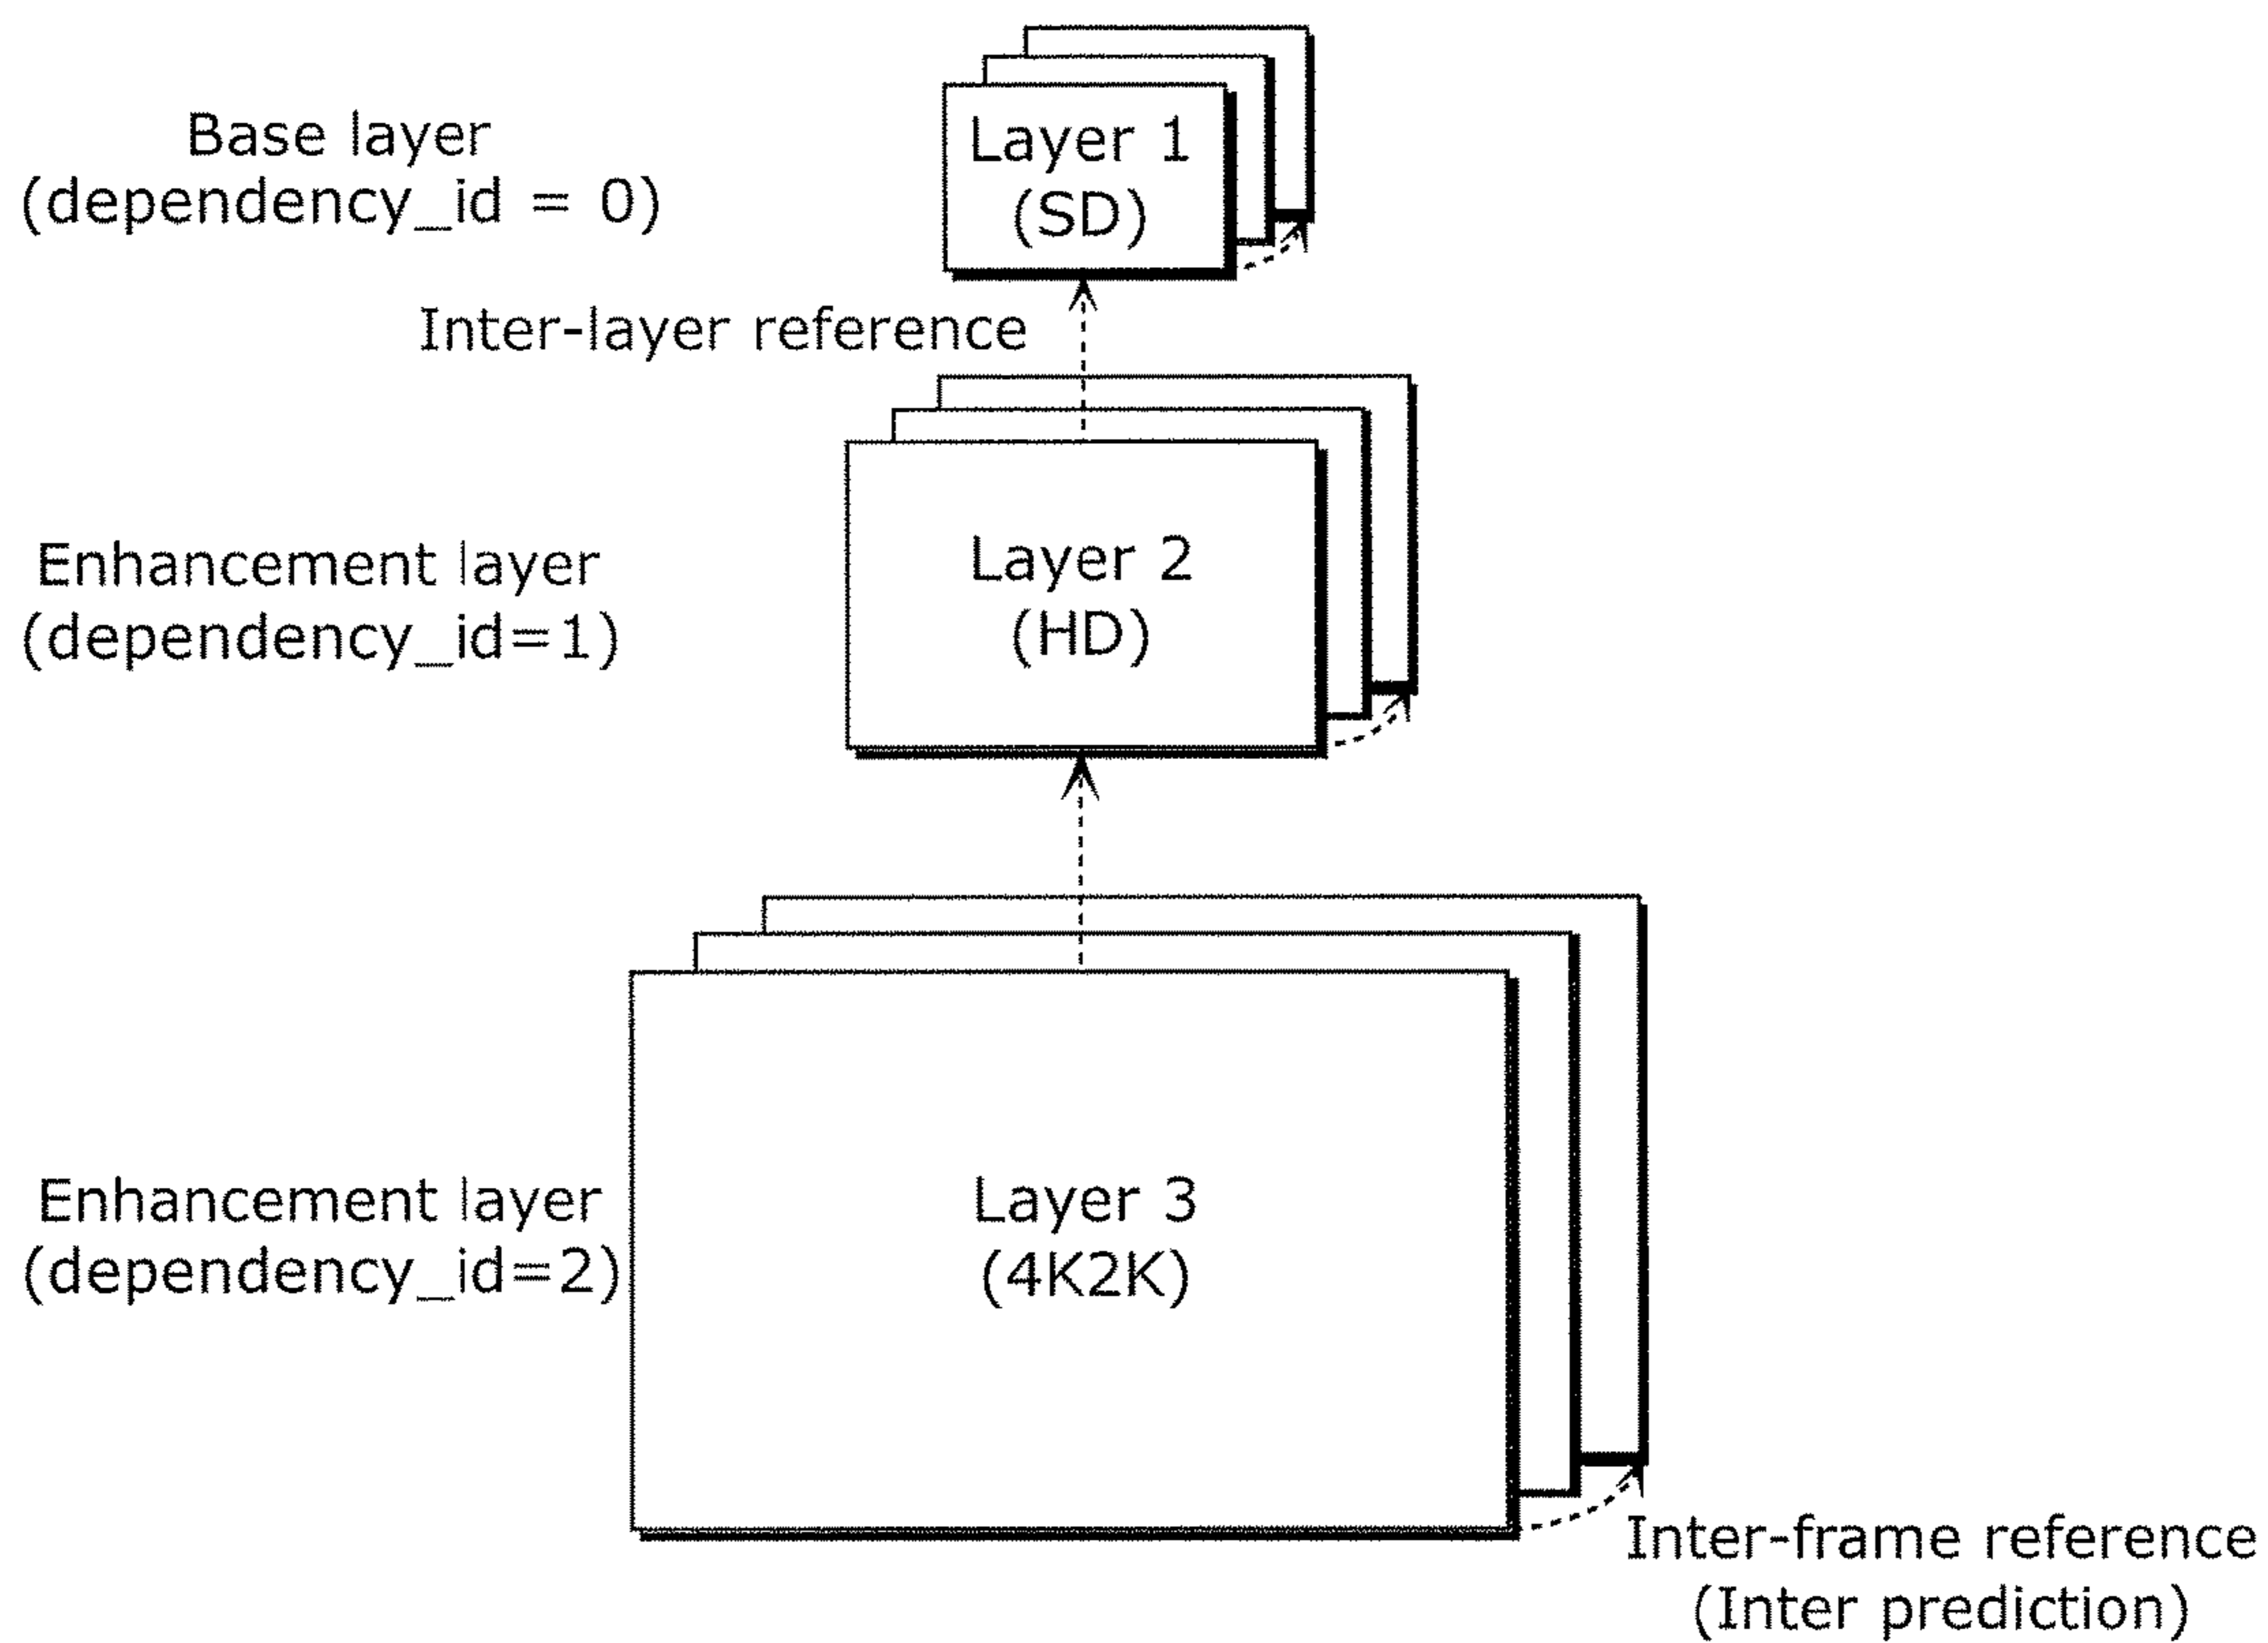 Base layer
(dependency_id = 0)
Layer 1
(SD)
Inter-layer reference
Enhancement layer
(dependency_id=1)
Layer 2
(HD)
Enhancement layer
(dependency_id=2)
Layer 3
(4K2K)
Inter-frame reference
(Inter prediction)